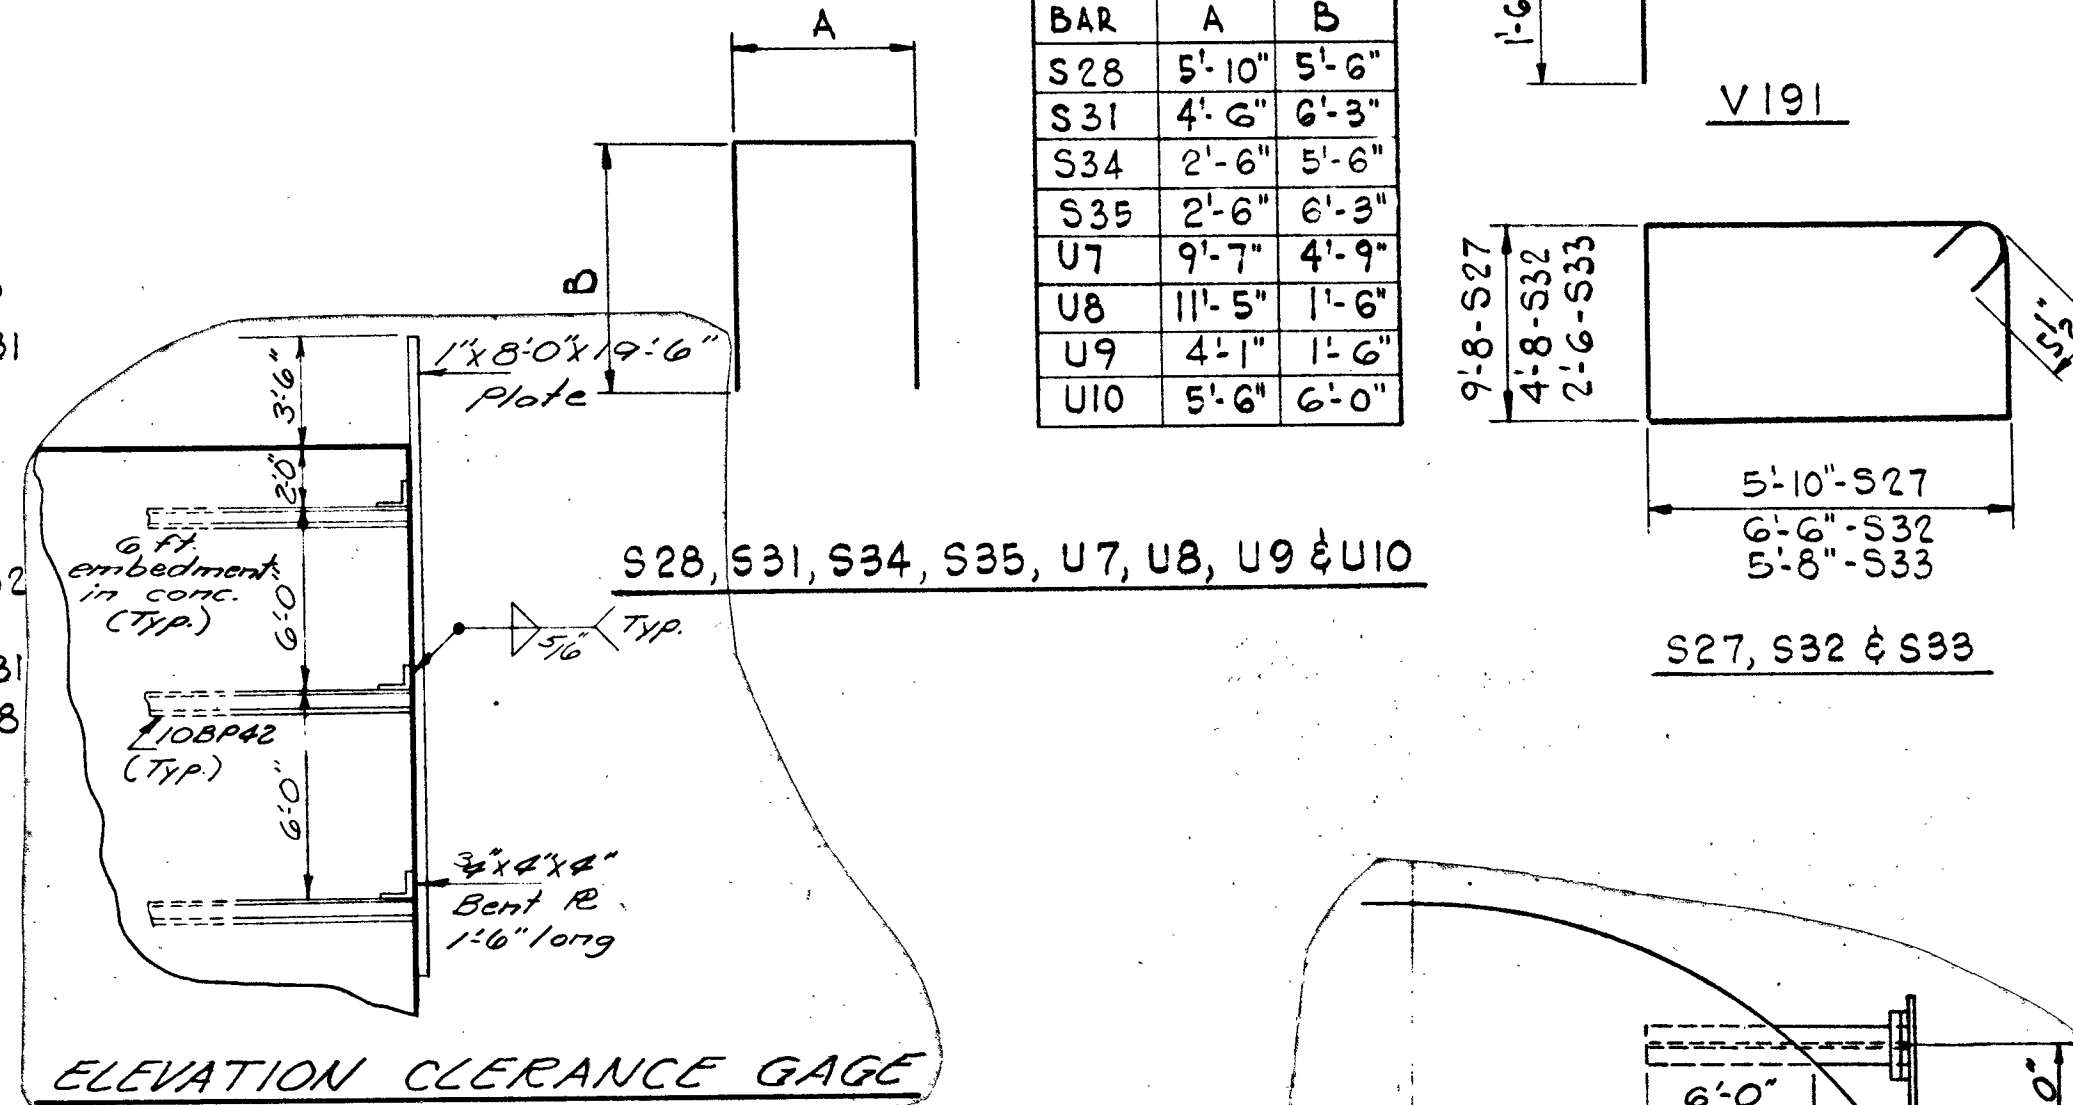 A
B
BAR A B
S28 5'-10" 5'-6"
S31 4'-6" 6'-3"
S34 2'-6" 5'-6"
S35 2'-6" 6'-3"
U7 9'-7" 4'-9"
U8 11'-5" 1'-6"
U9 4'-1" 1'-6"
U10 5'-6" 6'-0"
S28, S31, S34, S35, U7, U8, U9 & U10
V191
9'-8-S27
4'-8-S32
2'-6-S33
5½"
5'-10"-S27
6'-6"-S32
5'-8"-S33
S27, S32 & S33
1"x8'-0"x19'-6"
Plate
3'-6"
2'-0"
6 ft.
embedment
in conc.
(Typ.)
6'-0"
5/16" Typ.
10BP42
(Typ.)
6'-0"
¾"x4"x4"
Bent PL
1'-6" long
ELEVATION CLERANCE GAGE
6'-0"